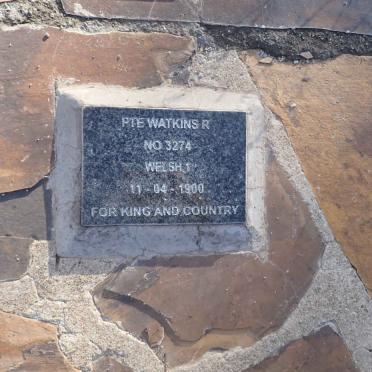 PTE WATKINS R
NO 3274
WELSH 1
11 - 04 - 1900
FOR KING AND COUNTRY